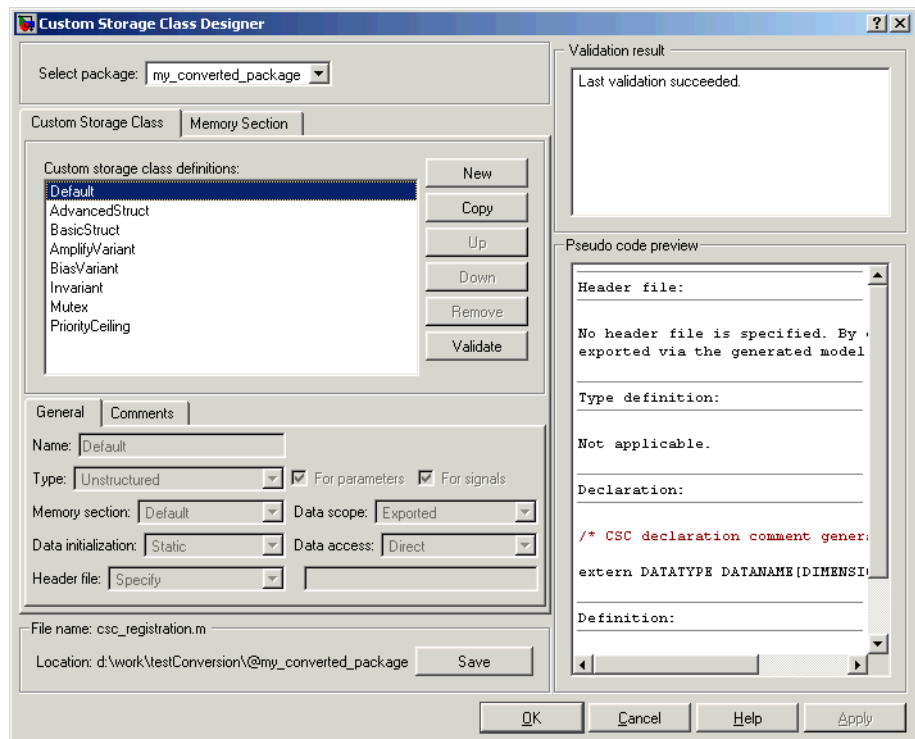 Custom Storage Class Designer
Select package: my_converted_package
Custom Storage Class Memory Section
Custom storage class definitions:
Default
AdvancedStruct
BasicStruct
AmplifyVariant
BiasVariant
Invariant
Mutex
PriorityCeiling
New
Copy
Up
Down
Remove
Validate
General Comments
Name: Default
Type: Unstructured For parameters For signals
Memory section: Default Data scope: Exported
Data initialization: Static Data access: Direct
Header file: Specify
File name: csc_registration.m
Location: d:\work\testConversion\@my_converted_package Save
Validation result
Last validation succeeded.
Pseudo code preview
Header file:
No header file is specified. By
exported via the generated model
Type definition:
Not applicable.
Declaration:
/* CSC declaration comment gener
extern DATATYPE DATANAME[DIMENSI
Definition:
OK Cancel Help Apply